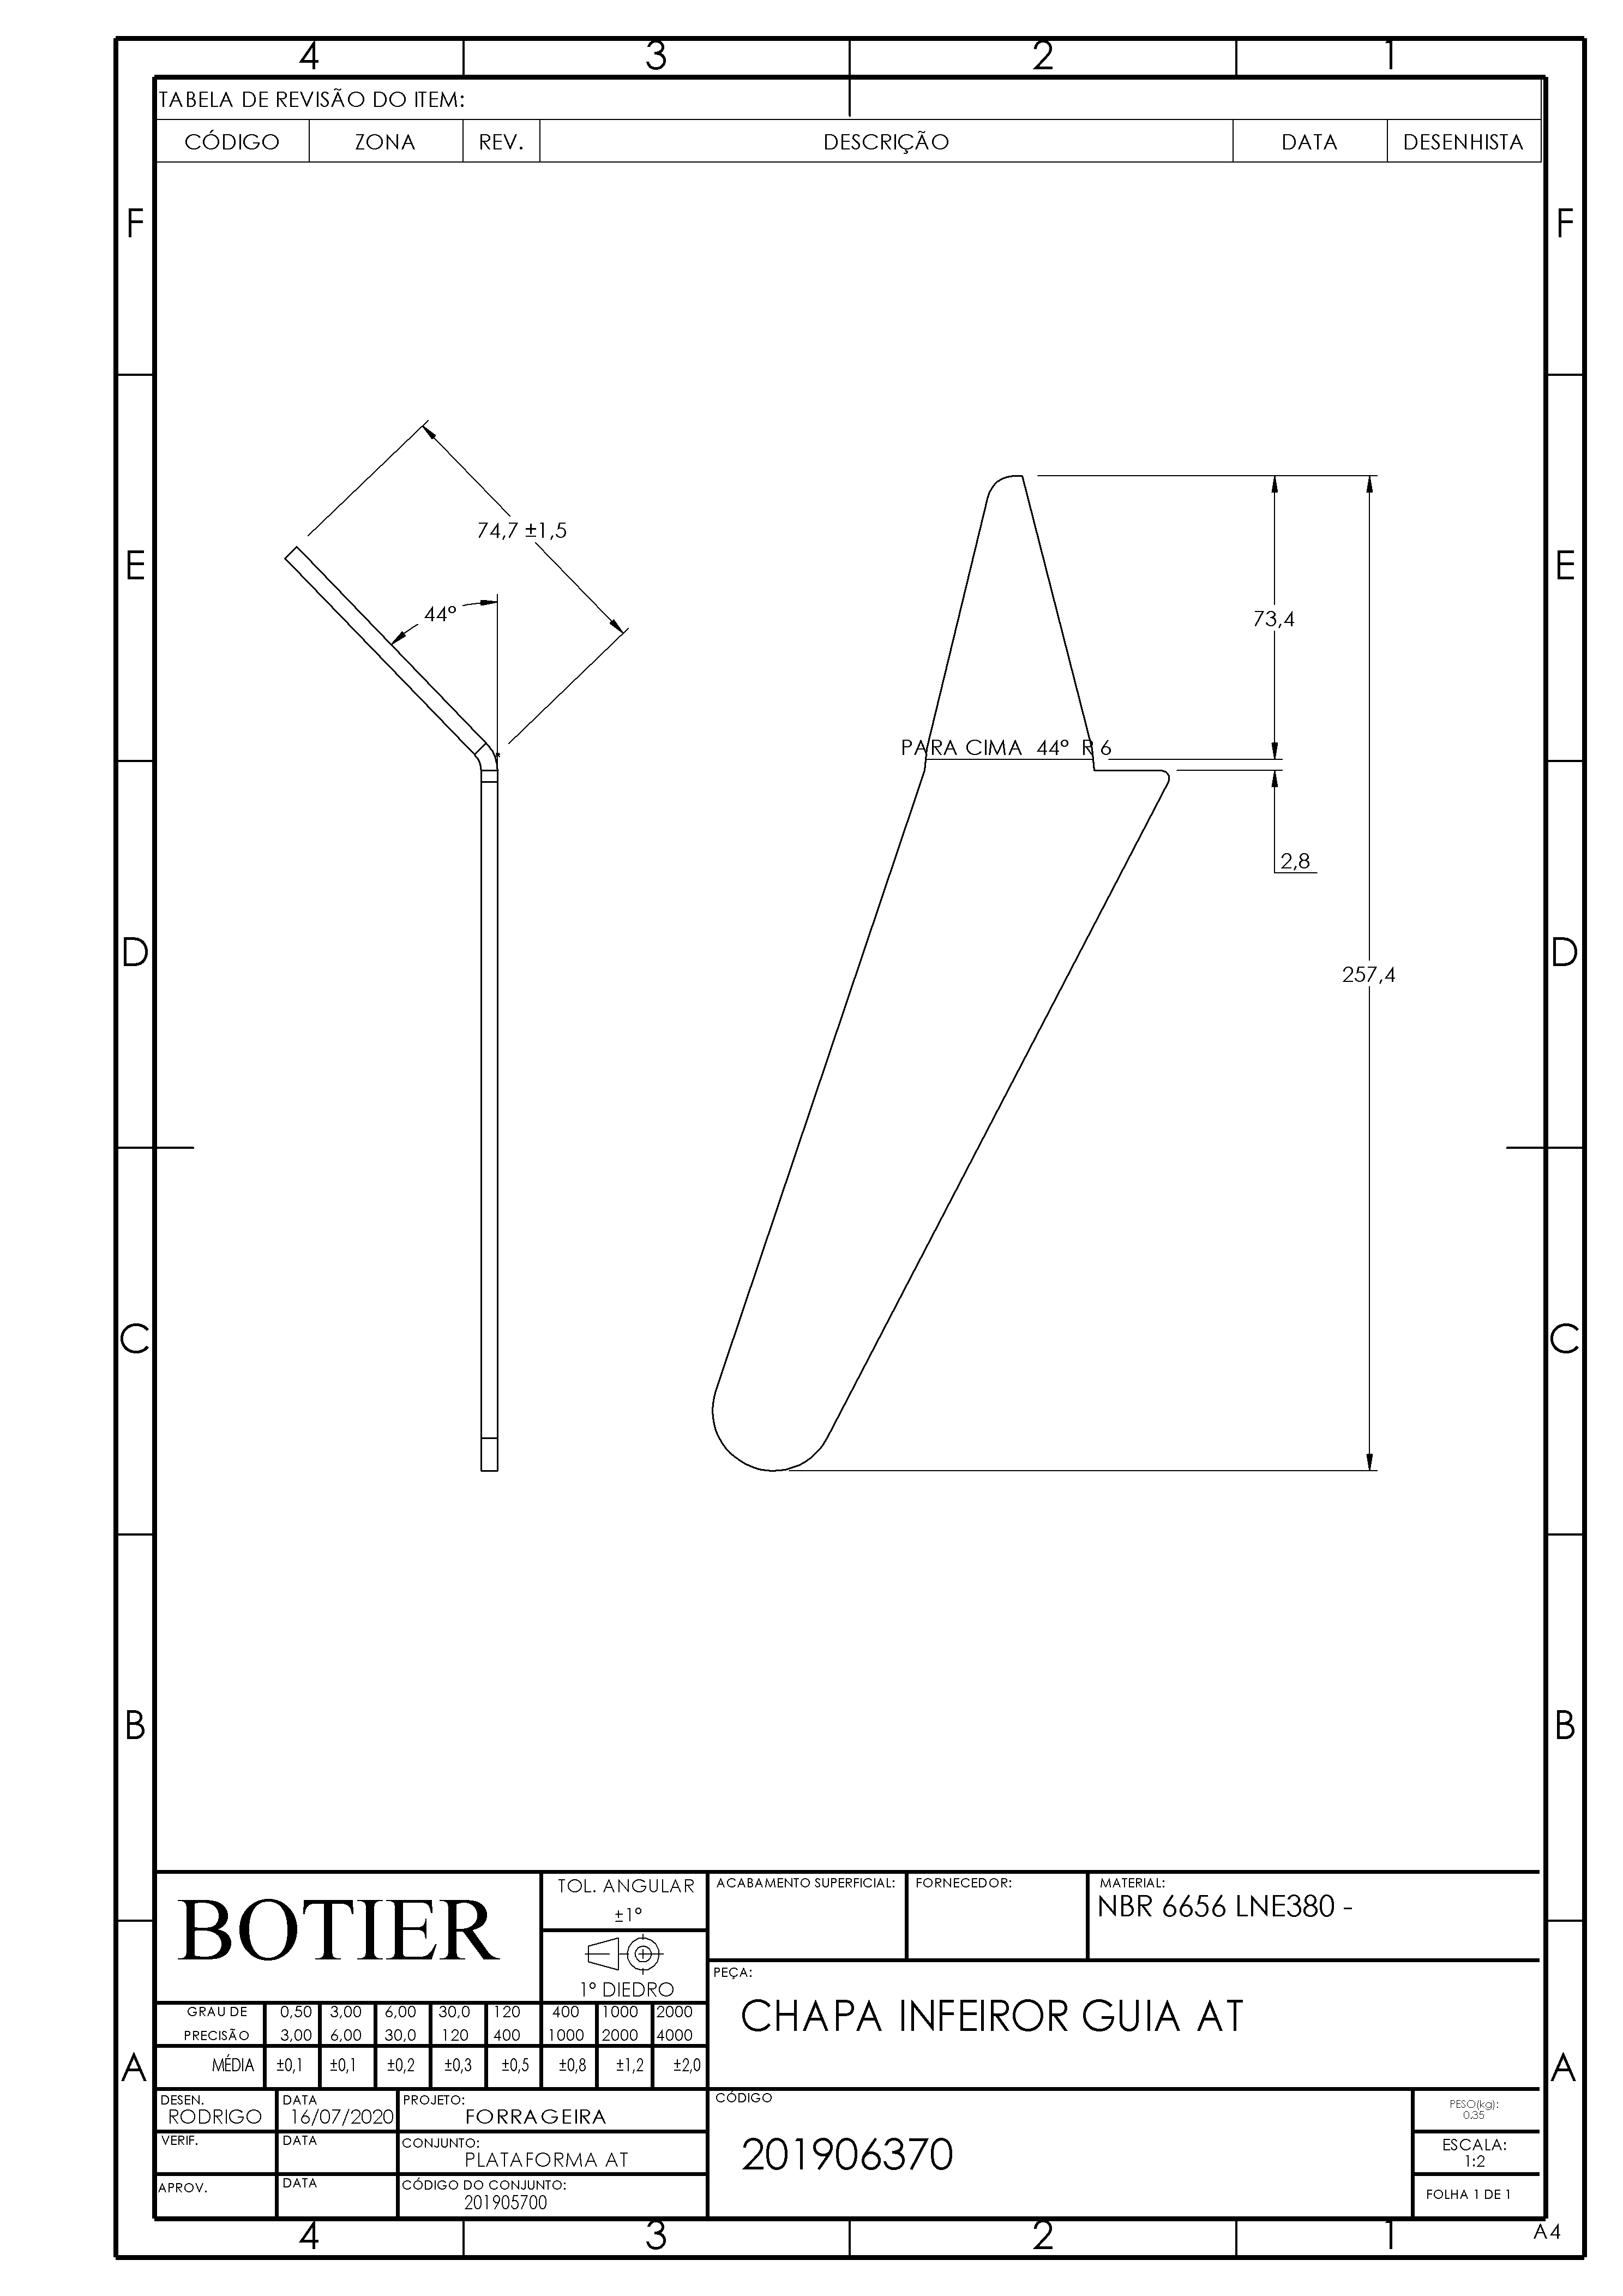 4 3 2 1
TABELA DE REVISÃO DO ITEM:
CÓDIGO ZONA REV. DESCRIÇÃO DATA DESENHISTA
F F
74,7 ±1,5
E E
44º
73,4
PARA CIMA 44º R 6
2,8
D D
257,4
C C
B B
BOTIER
TOL. ANGULAR
±1º
1º DIEDRO
ACABAMENTO SUPERFICIAL:
FORNECEDOR:
MATERIAL:
NBR 6656 LNE380 -
PEÇA:
CHAPA INFEIROR GUIA AT
GRAU DE 0,50 3,00 6,00 30,0 120 400 1000 2000
PRECISÃO 3,00 6,00 30,0 120 400 1000 2000 4000
MÉDIA ±0,1 ±0,1 ±0,2 ±0,3 ±0,5 ±0,8 ±1,2 ±2,0
A A
DESEN. DATA PROJETO:
RODRIGO 16/07/2020 FORRAGEIRA
VERIF. DATA CONJUNTO:
PLATAFORMA AT
APROV. DATA CÓDIGO DO CONJUNTO:
201905700
CÓDIGO
201906370
PESO(kg):
0.35
ESCALA:
1:2
FOLHA 1 DE 1
4 3 2 1
A4